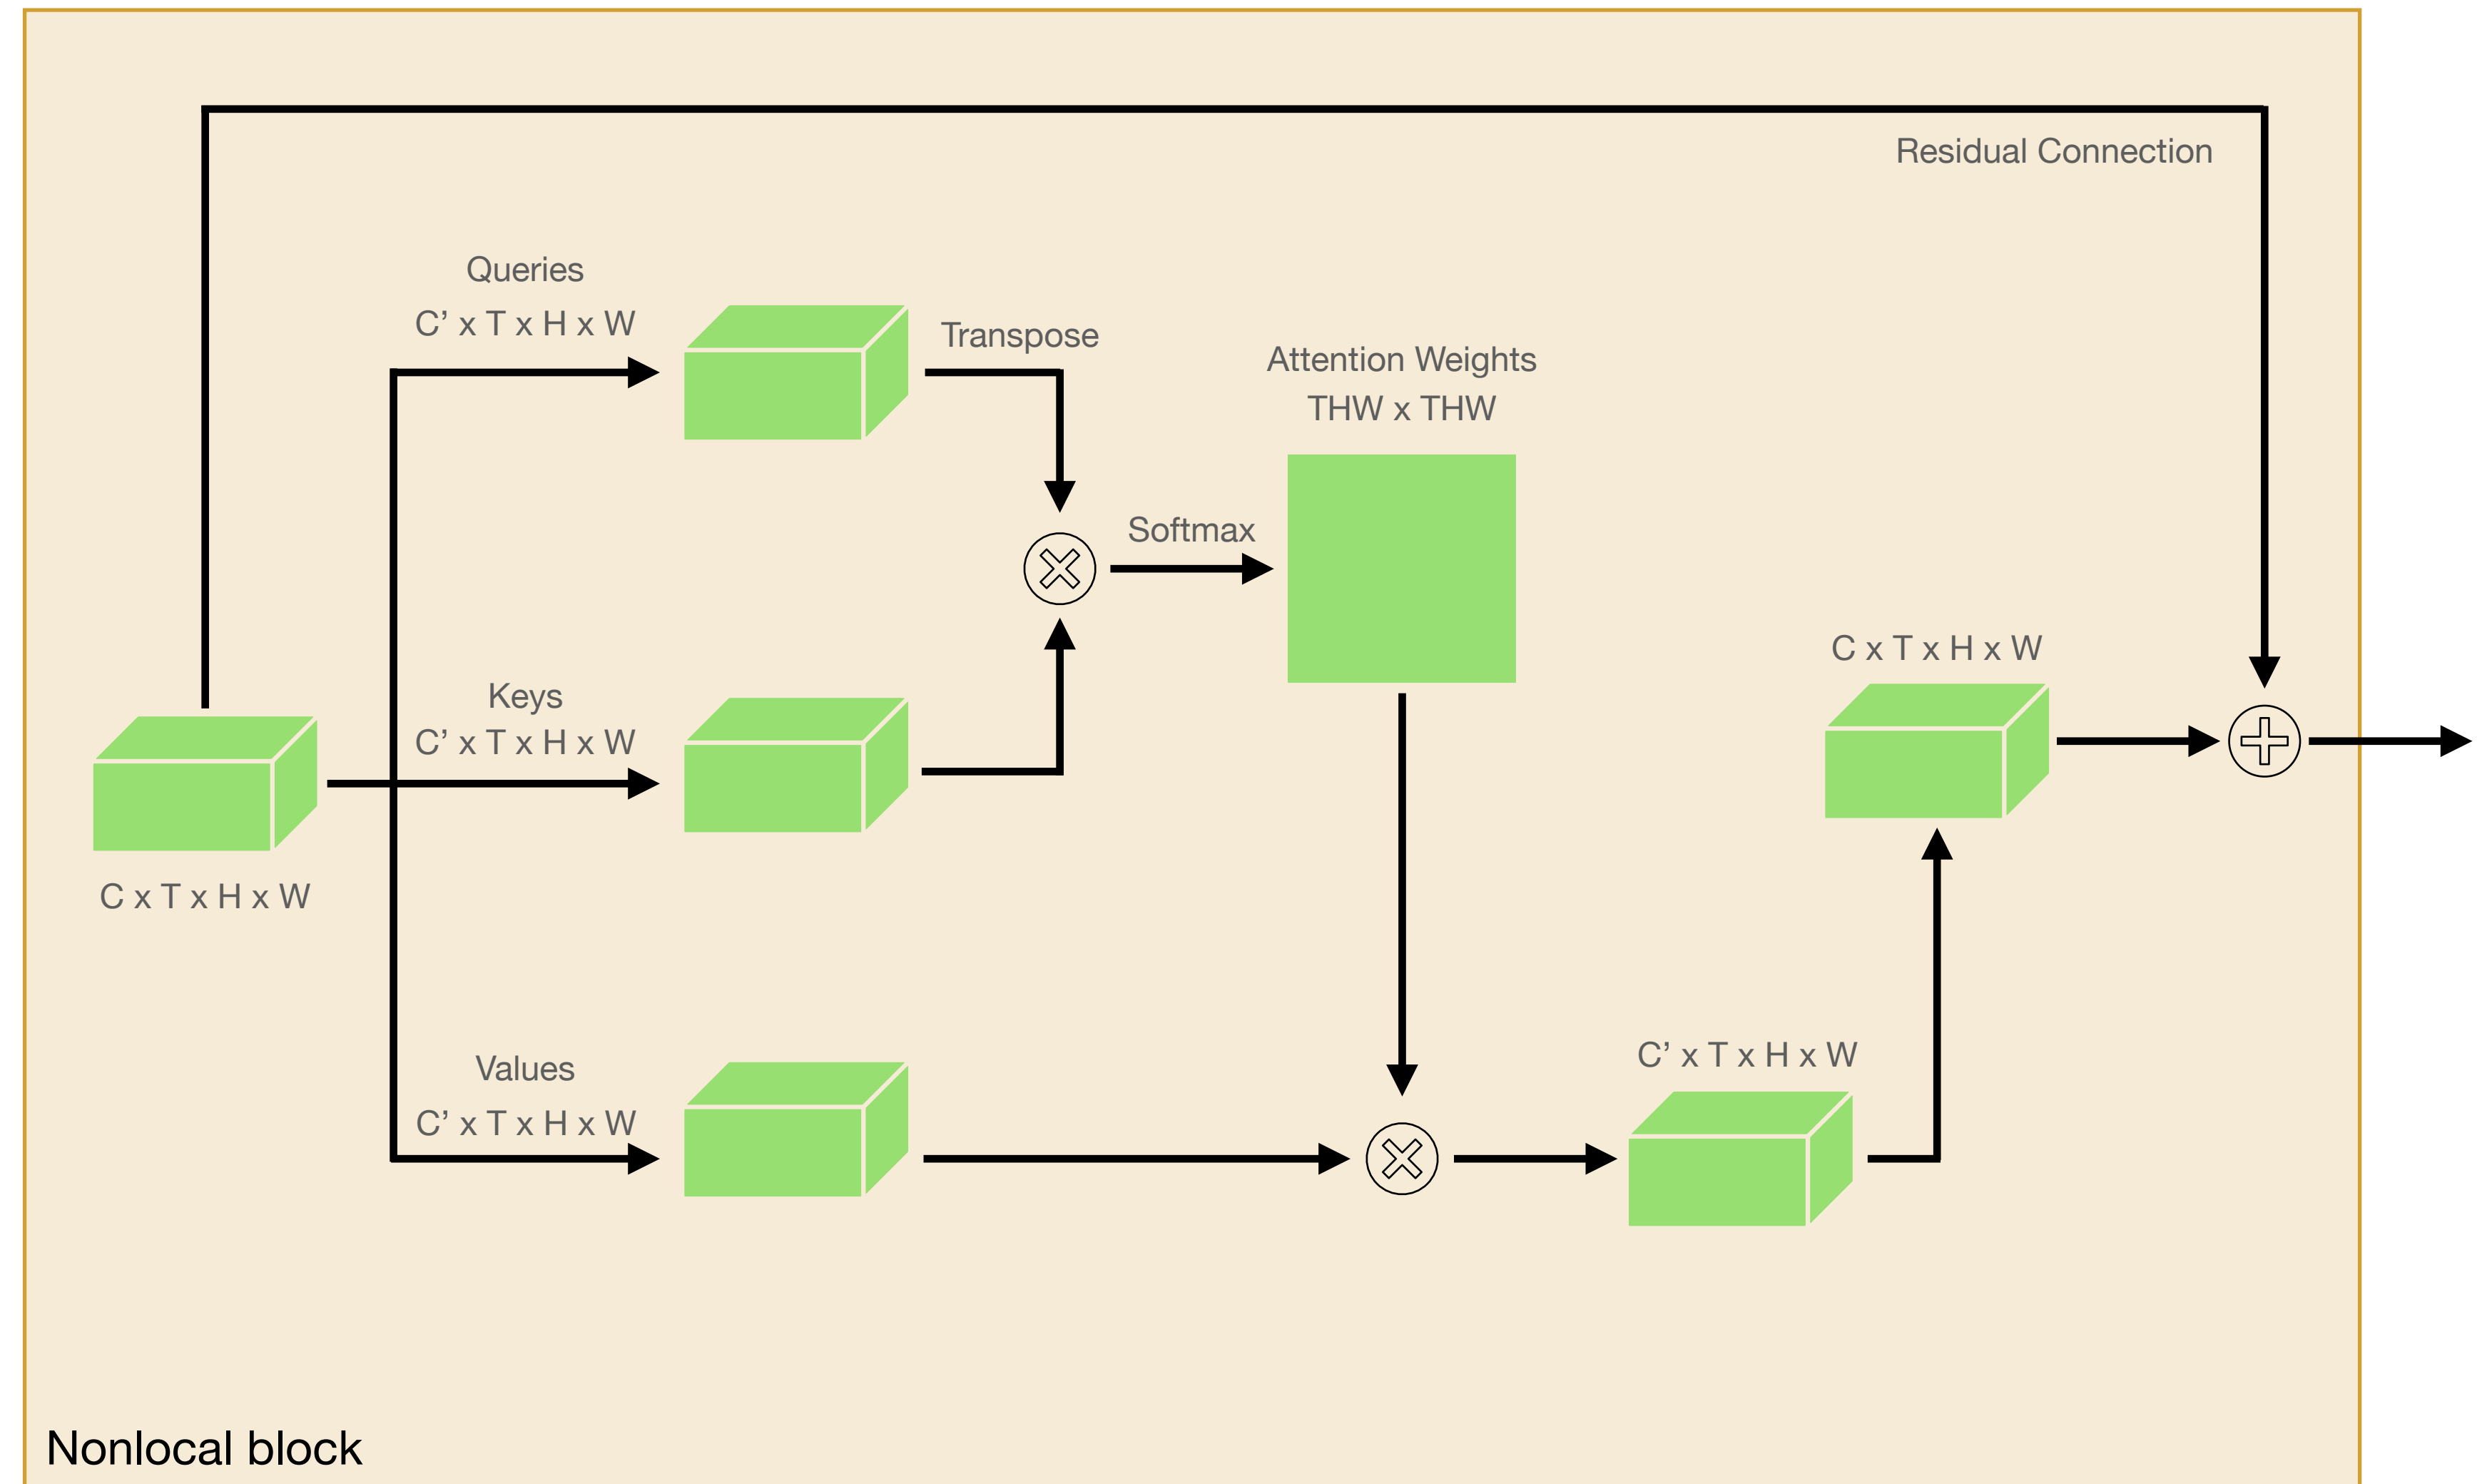 Residual Connection
Queries
C’ x T x H x W
Transpose
Attention Weights
THW x THW
Softmax
Keys
C’ x T x H x W
C x T x H x W
C x T x H x W
Values
C’ x T x H x W
C’ x T x H x W
Nonlocal block